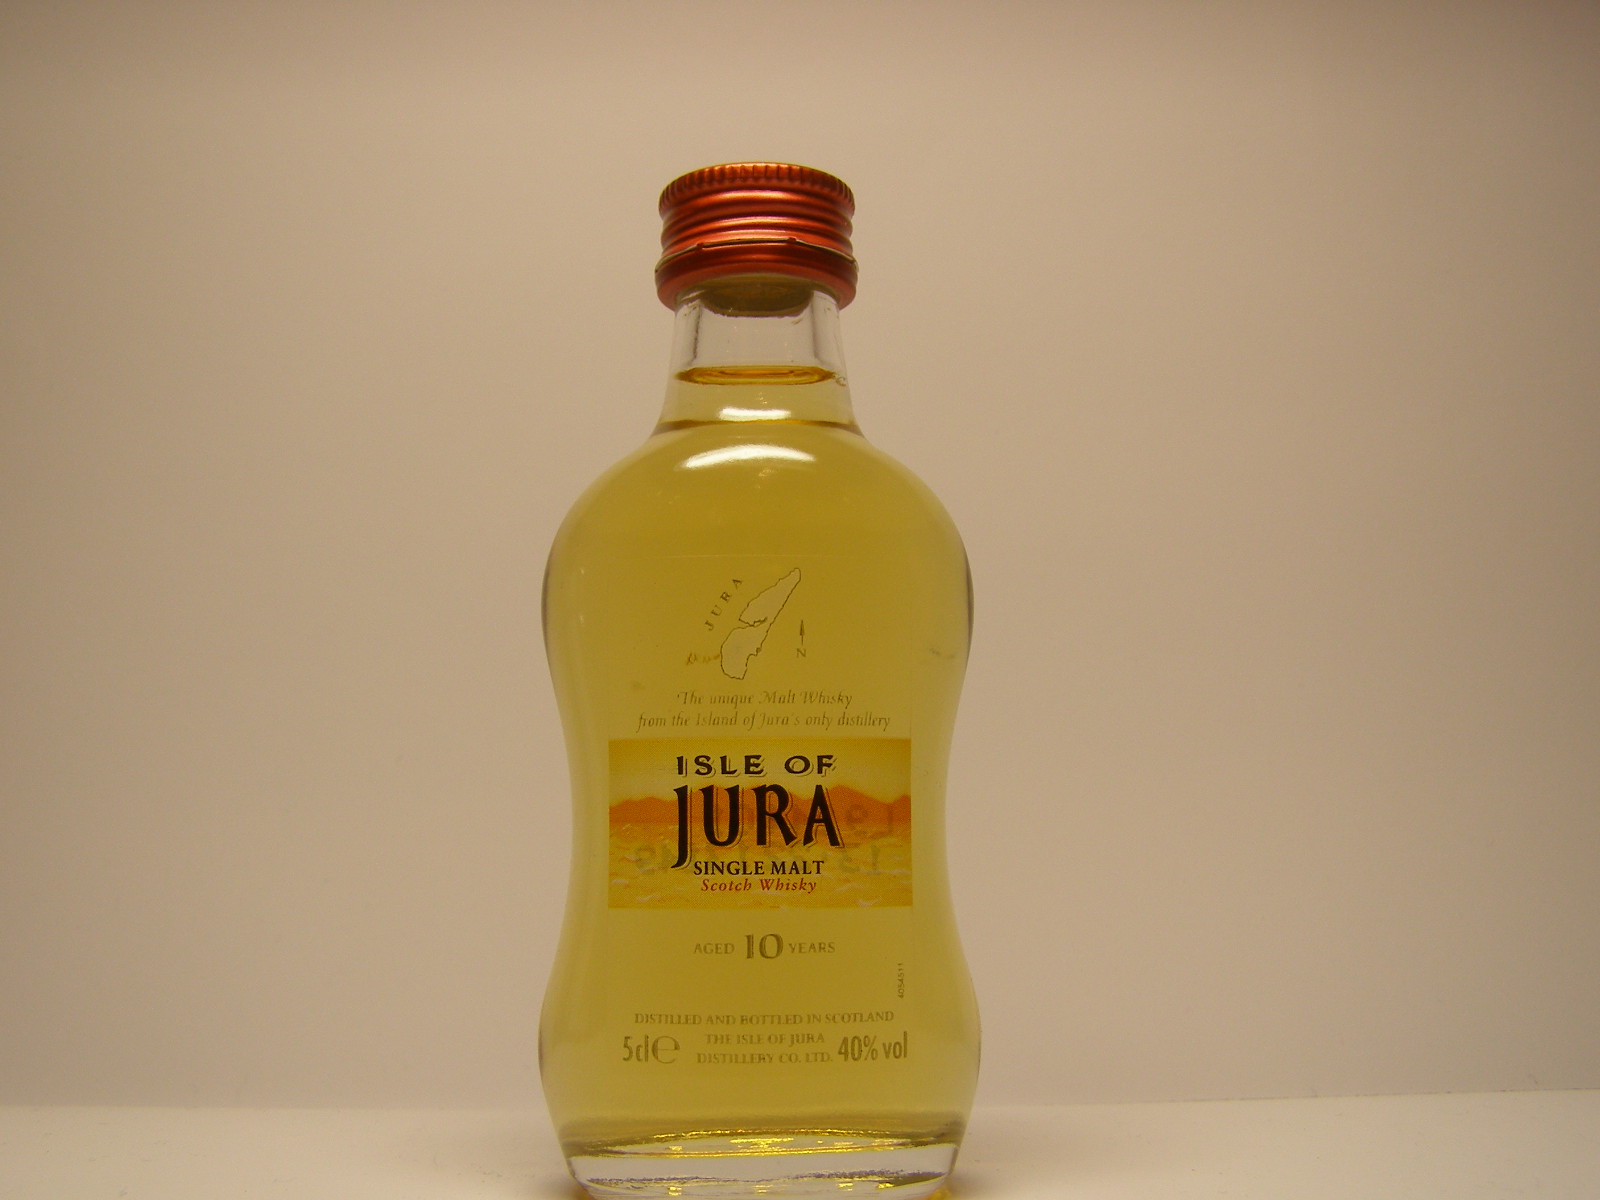 JURA
N
The unique Malt Whisky
from the Island of Jura's only distillery
ISLE OF
JURA
SINGLE MALT
Scotch Whisky
AGED 10 YEARS
4054511
DISTILLED AND BOTTLED IN SCOTLAND
THE ISLE OF JURA
5cl℮ DISTILLERY CO. LTD. 40% vol